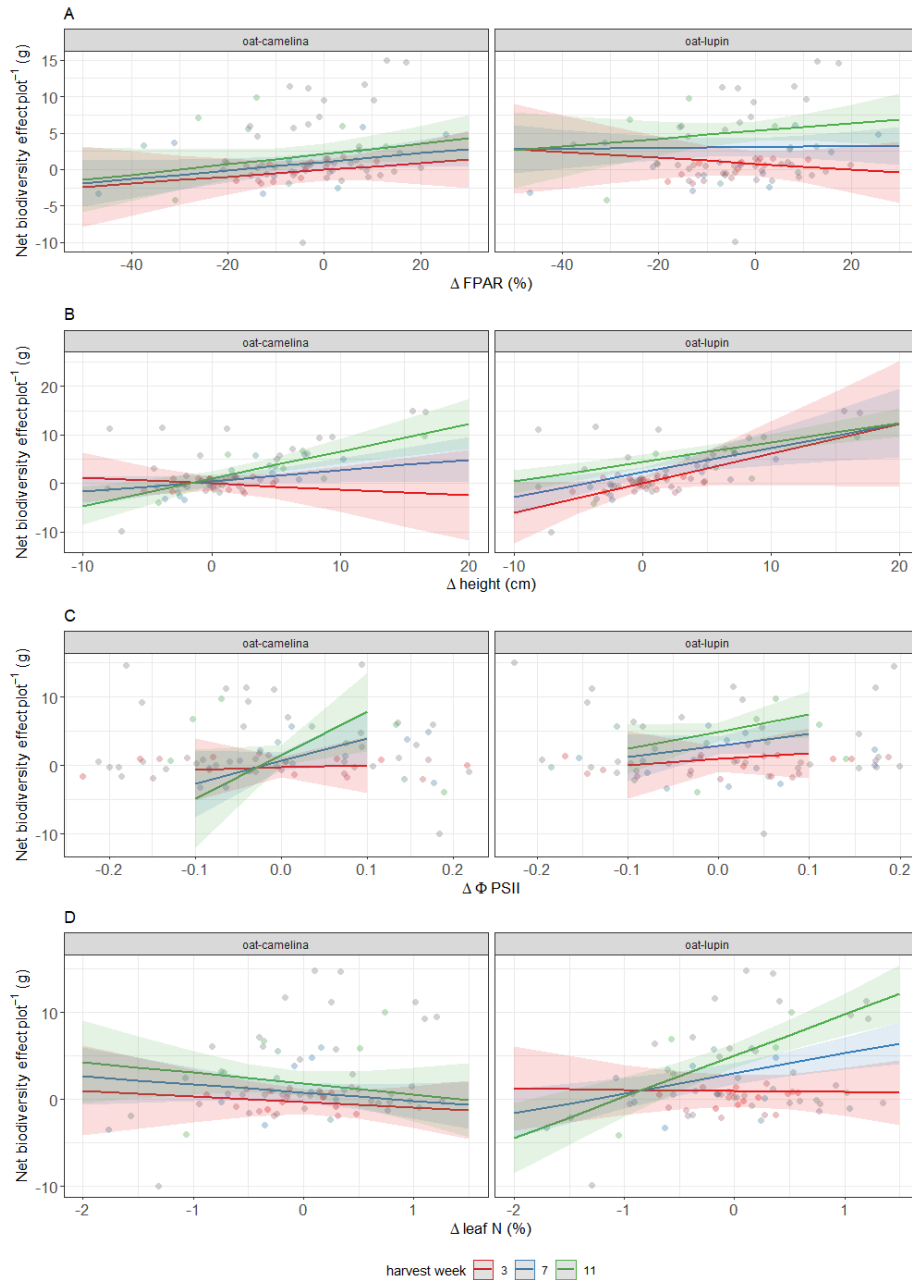 A
oat-camelina oat-lupin
Net biodiversity effect plot⁻¹ (g)
15
10
5
0
-5
-10
-40 -20 0 20 -40 -20 0 20
Δ FPAR (%)
B
oat-camelina oat-lupin
Net biodiversity effect plot⁻¹ (g)
20
10
0
-10
-10 0 10 20 -10 0 10 20
Δ height (cm)
C
oat-camelina oat-lupin
Net biodiversity effect plot⁻¹ (g)
10
0
-10
-0.2 -0.1 0.0 0.1 0.2 -0.2 -0.1 0.0 0.1 0.2
Δ Φ PSII
D
oat-camelina oat-lupin
Net biodiversity effect plot⁻¹ (g)
10
0
-10
-2 -1 0 1 -2 -1 0 1
Δ leaf N (%)
harvest week 3 7 11